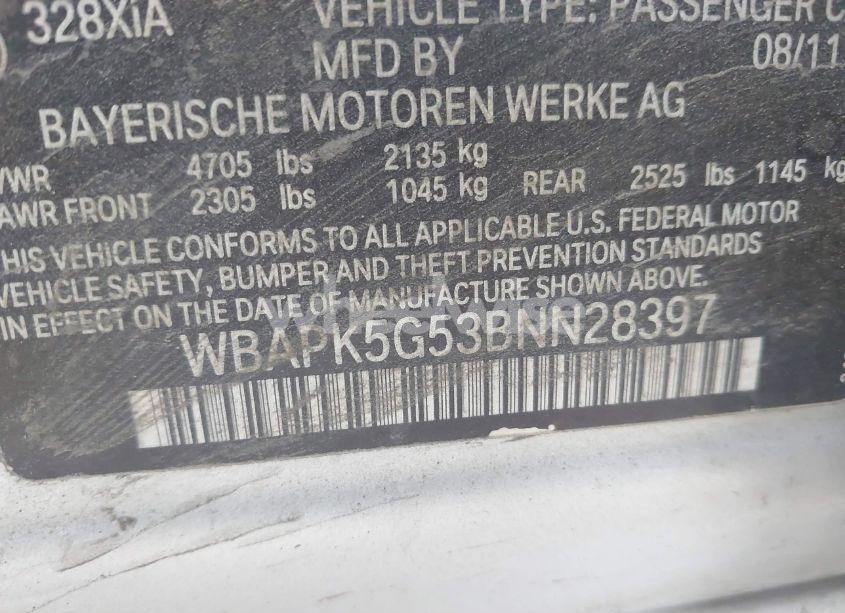 328XiA VEHICLE TYPE: PASSENGER C
MFD BY 08/11
BAYERISCHE MOTOREN WERKE AG
VWR 4705 lbs 2135 kg
AWR FRONT 2305 lbs 1045 kg REAR 2525 lbs 1145 kg
HIS VEHICLE CONFORMS TO ALL APPLICABLE U.S. FEDERAL MOTOR
VEHICLE SAFETY, BUMPER AND THEFT PREVENTION STANDARDS
IN EFFECT ON THE DATE OF MANUFACTURE SHOWN ABOVE.
WBAPK5G53BNN28397